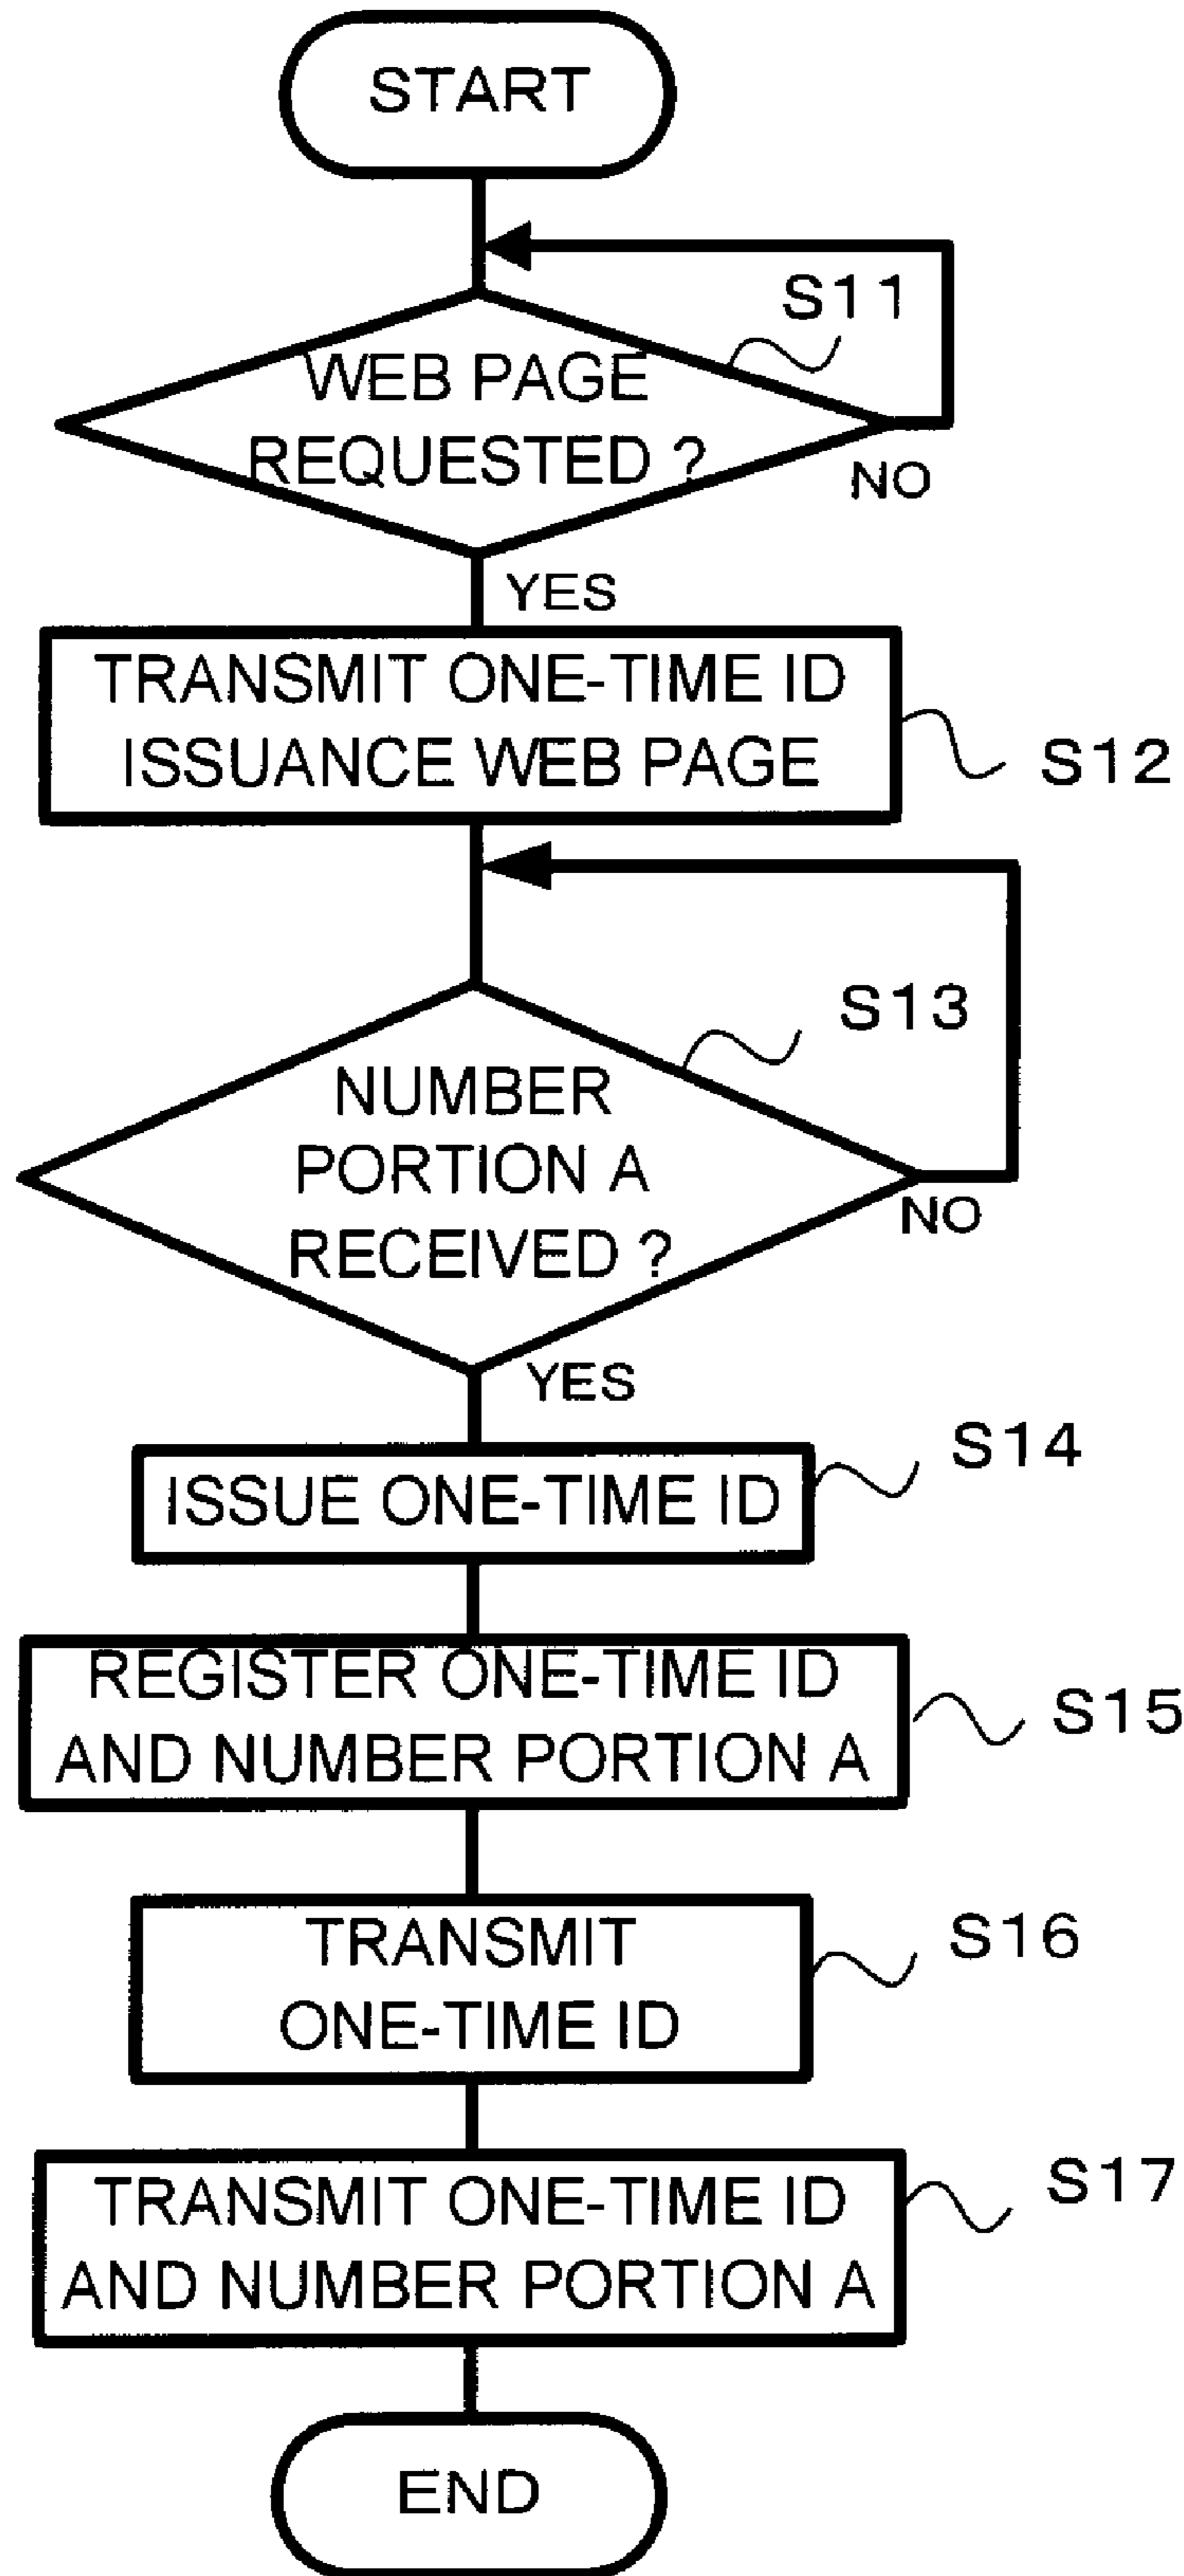 START
S11
WEB PAGE
REQUESTED ?
NO
YES
TRANSMIT ONE-TIME ID
ISSUANCE WEB PAGE
S12
S13
NUMBER
PORTION A
RECEIVED ?
NO
YES
ISSUE ONE-TIME ID
S14
REGISTER ONE-TIME ID
AND NUMBER PORTION A
S15
TRANSMIT
ONE-TIME ID
S16
TRANSMIT ONE-TIME ID
AND NUMBER PORTION A
S17
END